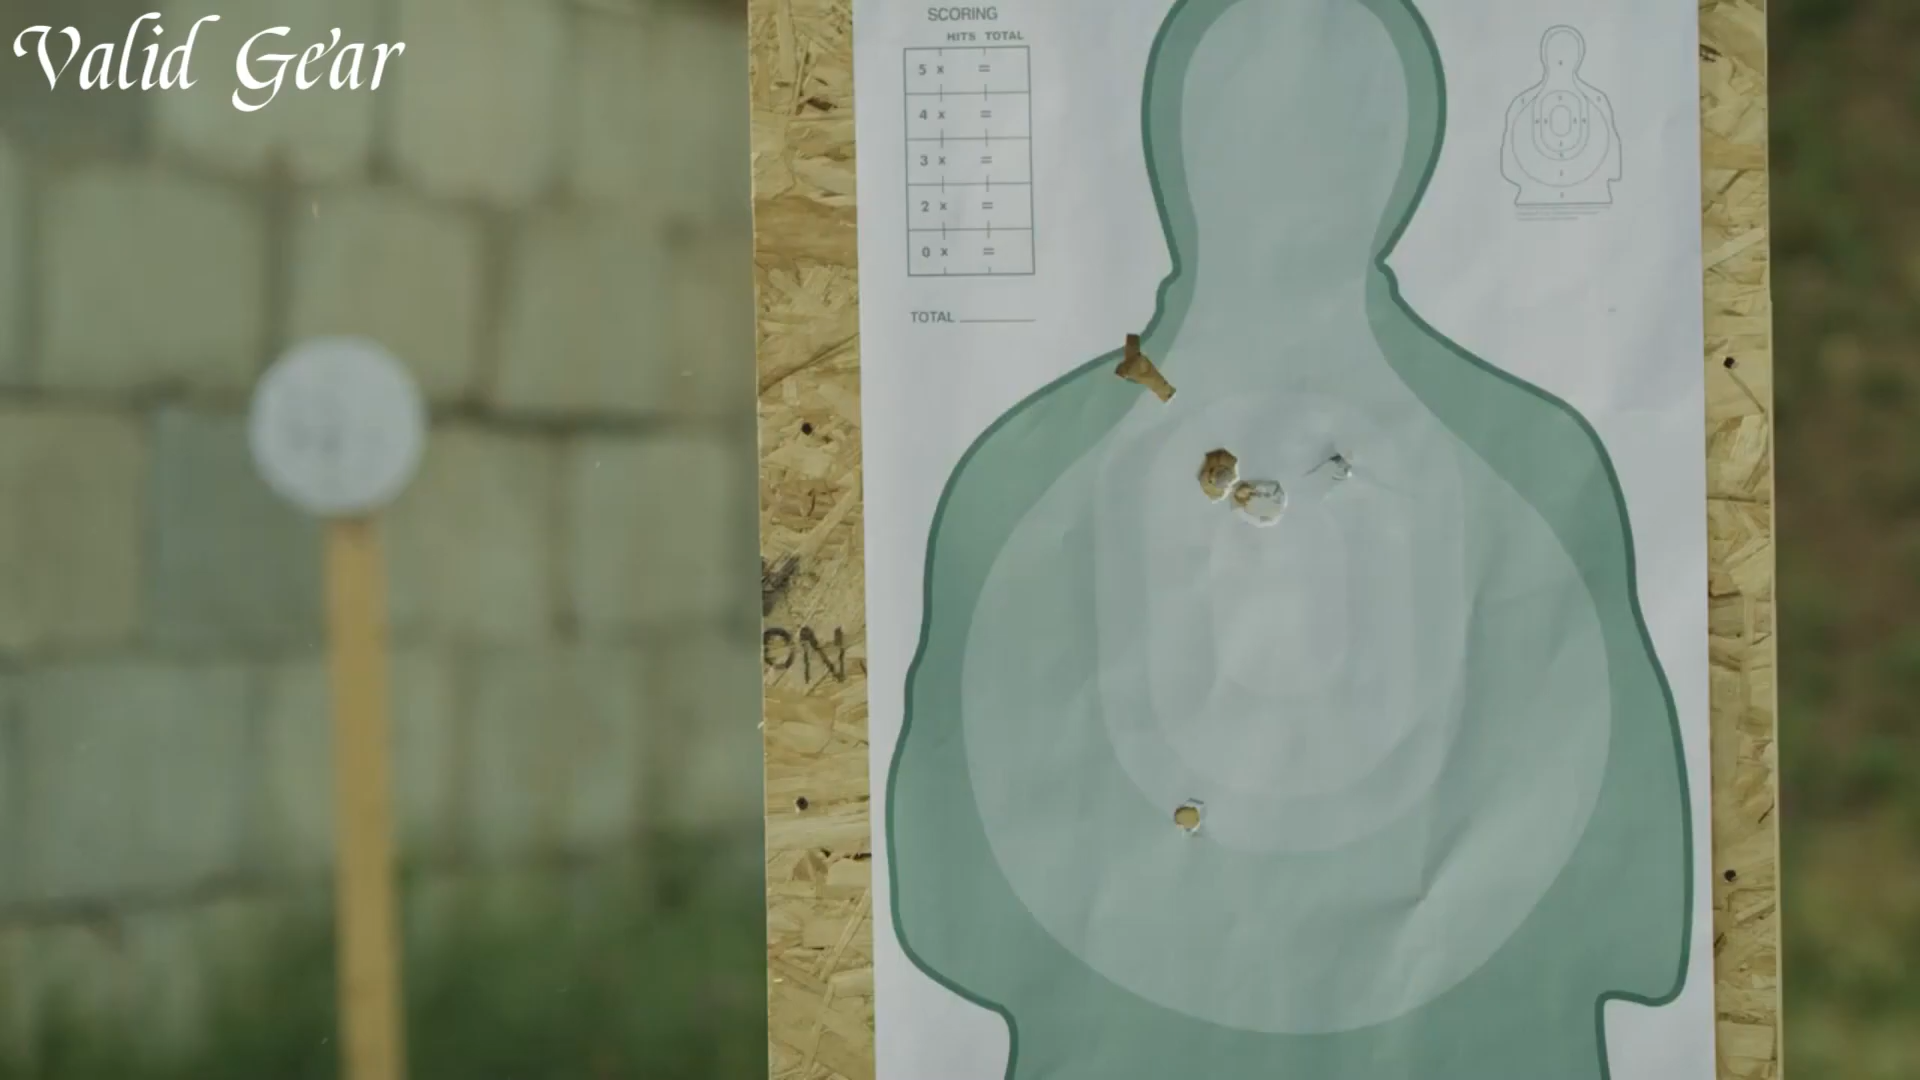 Valid Gear
SCORING
HITS TOTAL
5 x =
4 x =
3 x =
2 x =
0 x =
TOTAL
ON